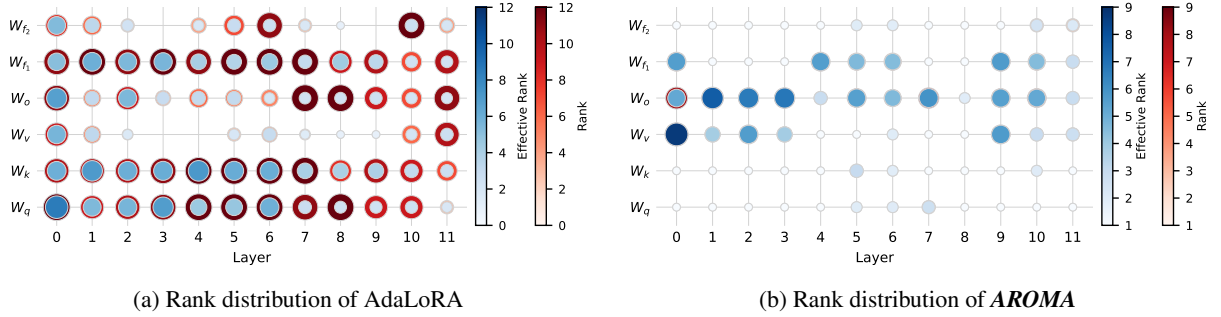 W_{f_2}
W_{f_1}
W_o
W_v
W_k
W_q
0 1 2 3 4 5 6 7 8 9 10 11
Layer
12
10
8
6
4
2
0
Effective Rank
12
10
8
6
4
2
0
Rank
(a) Rank distribution of AdaLoRA
W_{f_2}
W_{f_1}
W_o
W_v
W_k
W_q
0 1 2 3 4 5 6 7 8 9 10 11
Layer
9
8
7
6
5
4
3
2
1
Effective Rank
9
8
7
6
5
4
3
2
1
Rank
(b) Rank distribution of AROMA